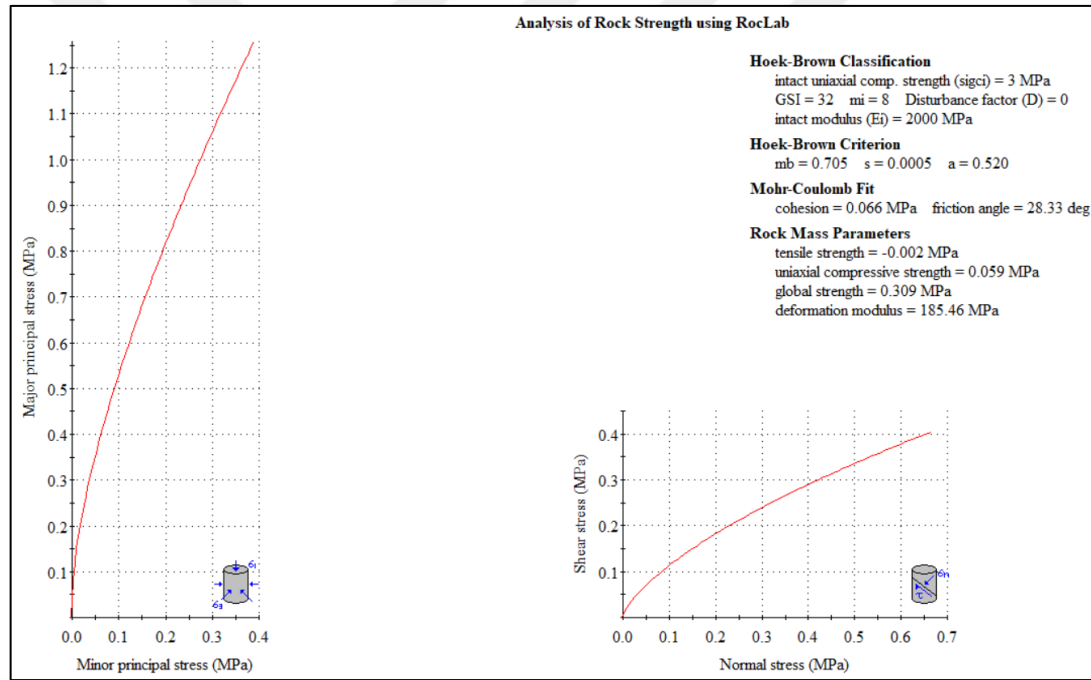 Analysis of Rock Strength using RocLab
Hoek-Brown Classification
intact uniaxial comp. strength (sigci) = 3 MPa
GSI = 32 mi = 8 Disturbance factor (D) = 0
intact modulus (Ei) = 2000 MPa
Hoek-Brown Criterion
mb = 0.705 s = 0.0005 a = 0.520
Mohr-Coulomb Fit
cohesion = 0.066 MPa friction angle = 28.33 deg
Rock Mass Parameters
tensile strength = -0.002 MPa
uniaxial compressive strength = 0.059 MPa
global strength = 0.309 MPa
deformation modulus = 185.46 MPa
Major principal stress (MPa)
1.2
1.1
1.0
0.9
0.8
0.7
0.6
0.5
0.4
0.3
0.2
0.1
σ1
σ3
0.0 0.1 0.2 0.3 0.4
Minor principal stress (MPa)
Shear stress (MPa)
0.4
0.3
0.2
0.1
σn
τ
0.0 0.1 0.2 0.3 0.4 0.5 0.6 0.7
Normal stress (MPa)